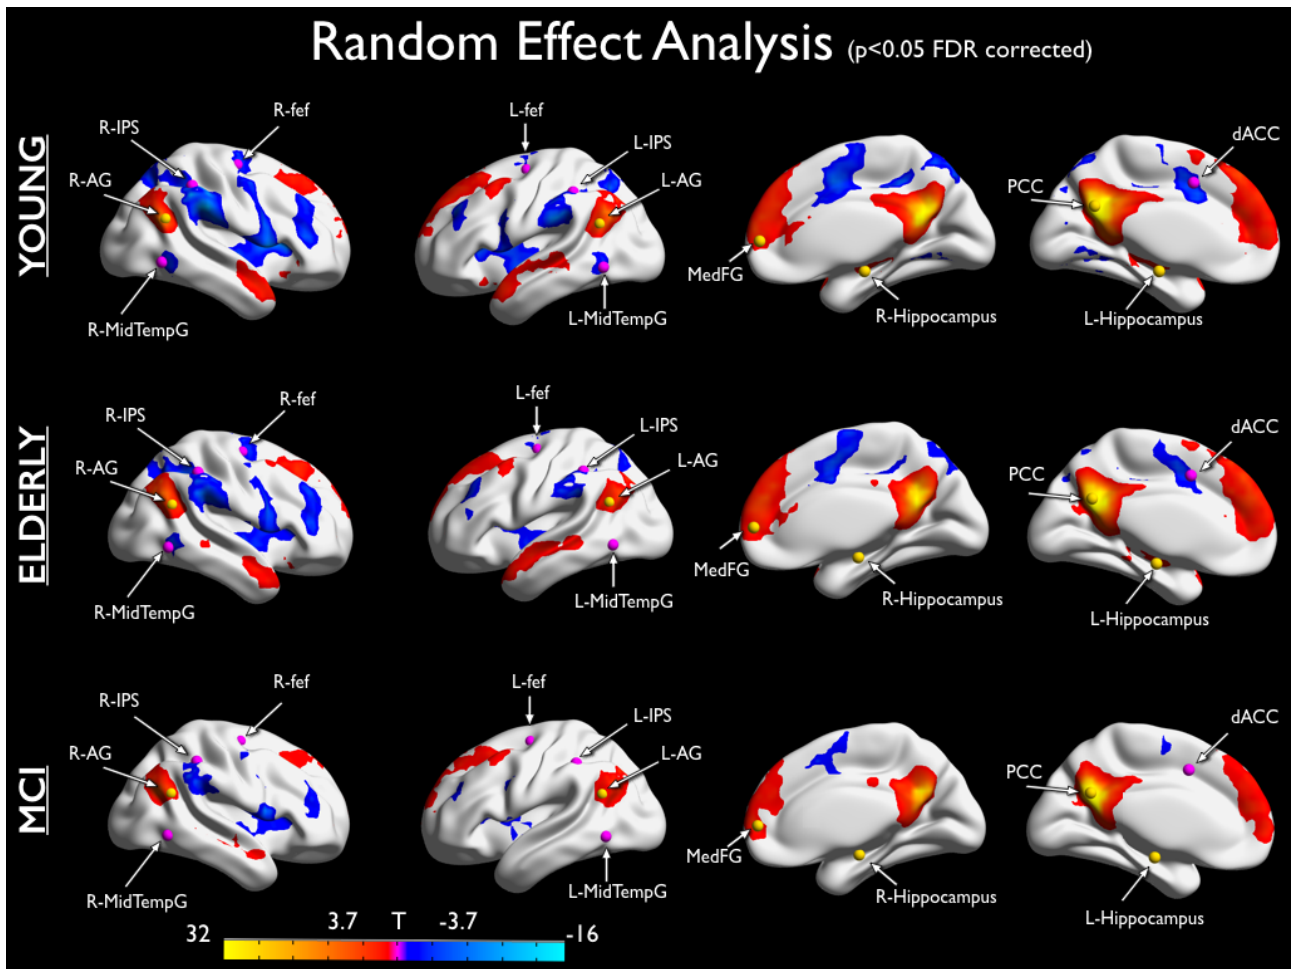 Random Effect Analysis (p<0.05 FDR corrected)
YOUNG
R-IPS
R-fef
R-AG
R-MidTempG
L-fef
L-IPS
L-AG
L-MidTempG
MedFG
R-Hippocampus
dACC
PCC
L-Hippocampus
ELDERLY
R-IPS
R-fef
R-AG
R-MidTempG
L-fef
L-IPS
L-AG
L-MidTempG
MedFG
R-Hippocampus
dACC
PCC
L-Hippocampus
MCI
R-IPS
R-fef
R-AG
R-MidTempG
L-fef
L-IPS
L-AG
L-MidTempG
MedFG
R-Hippocampus
dACC
PCC
L-Hippocampus
32 3.7 T -3.7 -16